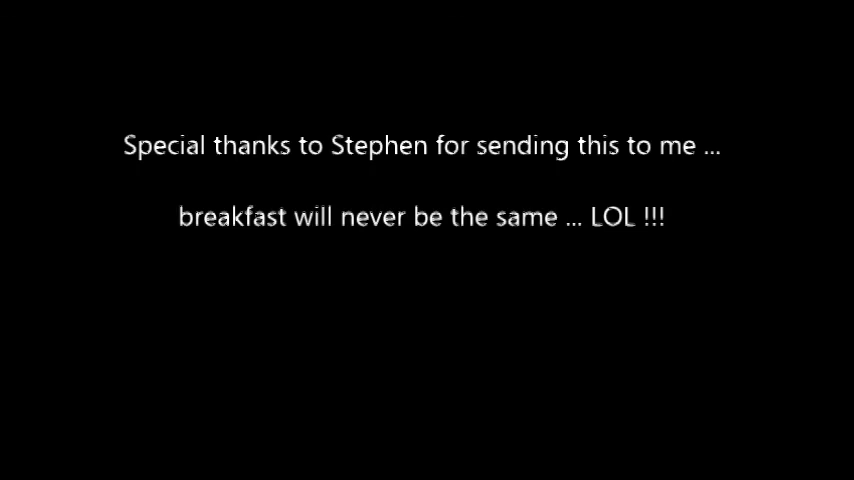 Special thanks to Stephen for sending this to me ...
breakfast will never be the same ... LOL !!!